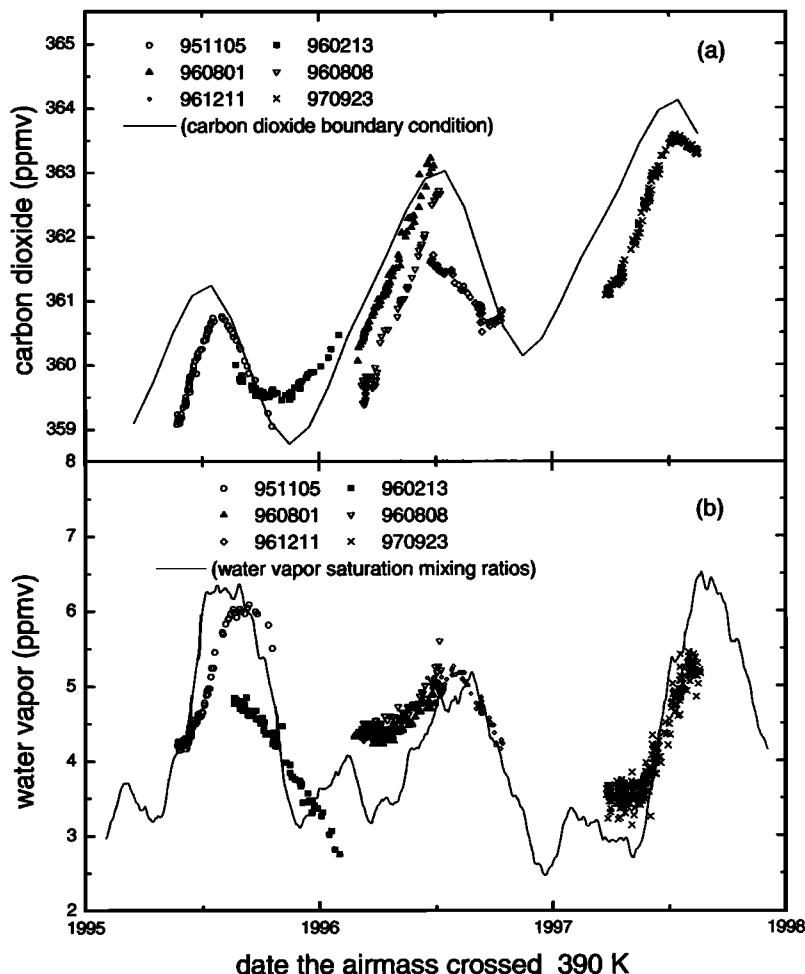 365
364
363
362
361
360
359
carbon dioxide (ppmv)
(a)
951105 960213
960801 960808
961211 970923
(carbon dioxide boundary condition)
8
7
6
5
4
3
2
water vapor (ppmv)
(b)
951105 960213
960801 960808
961211 970923
(water vapor saturation mixing ratios)
1995 1996 1997 1998
date the airmass crossed 390 K